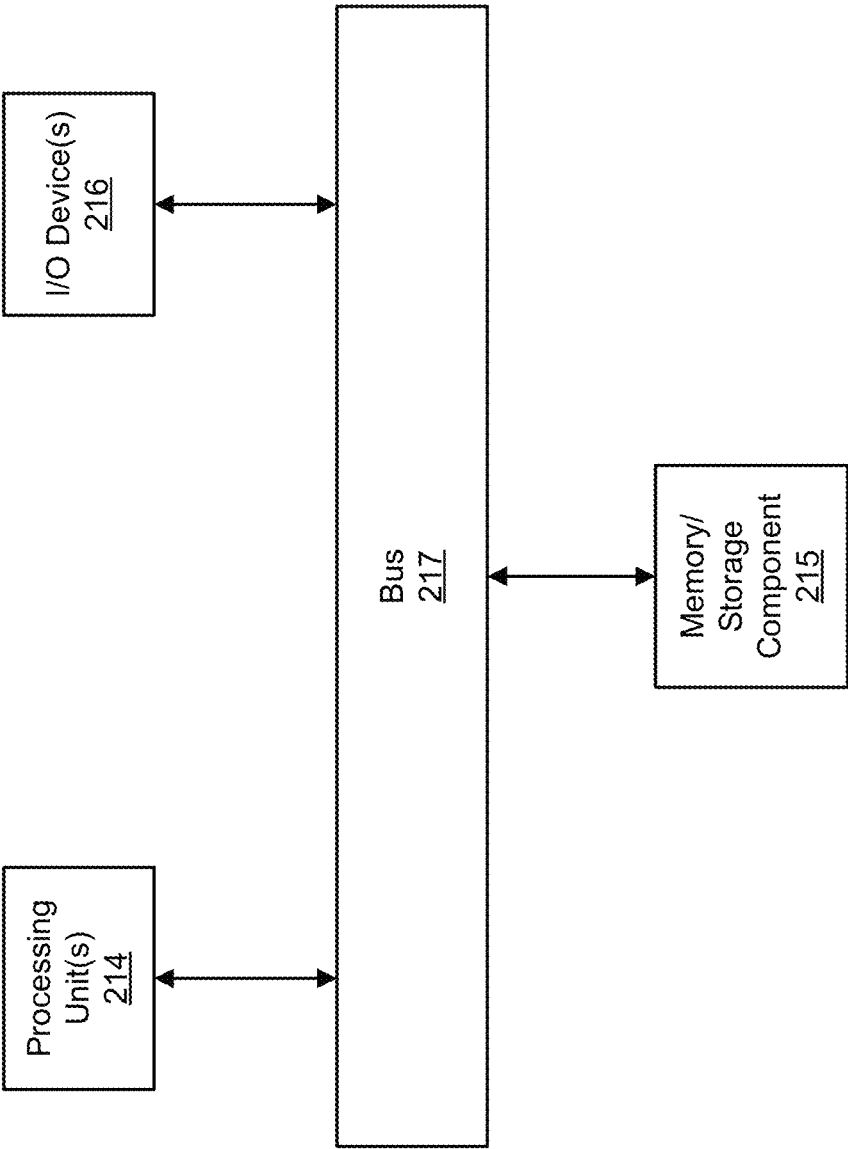 Processing
Unit(s)
214
I/O Device(s)
216
Bus
217
Memory/
Storage
Component
215